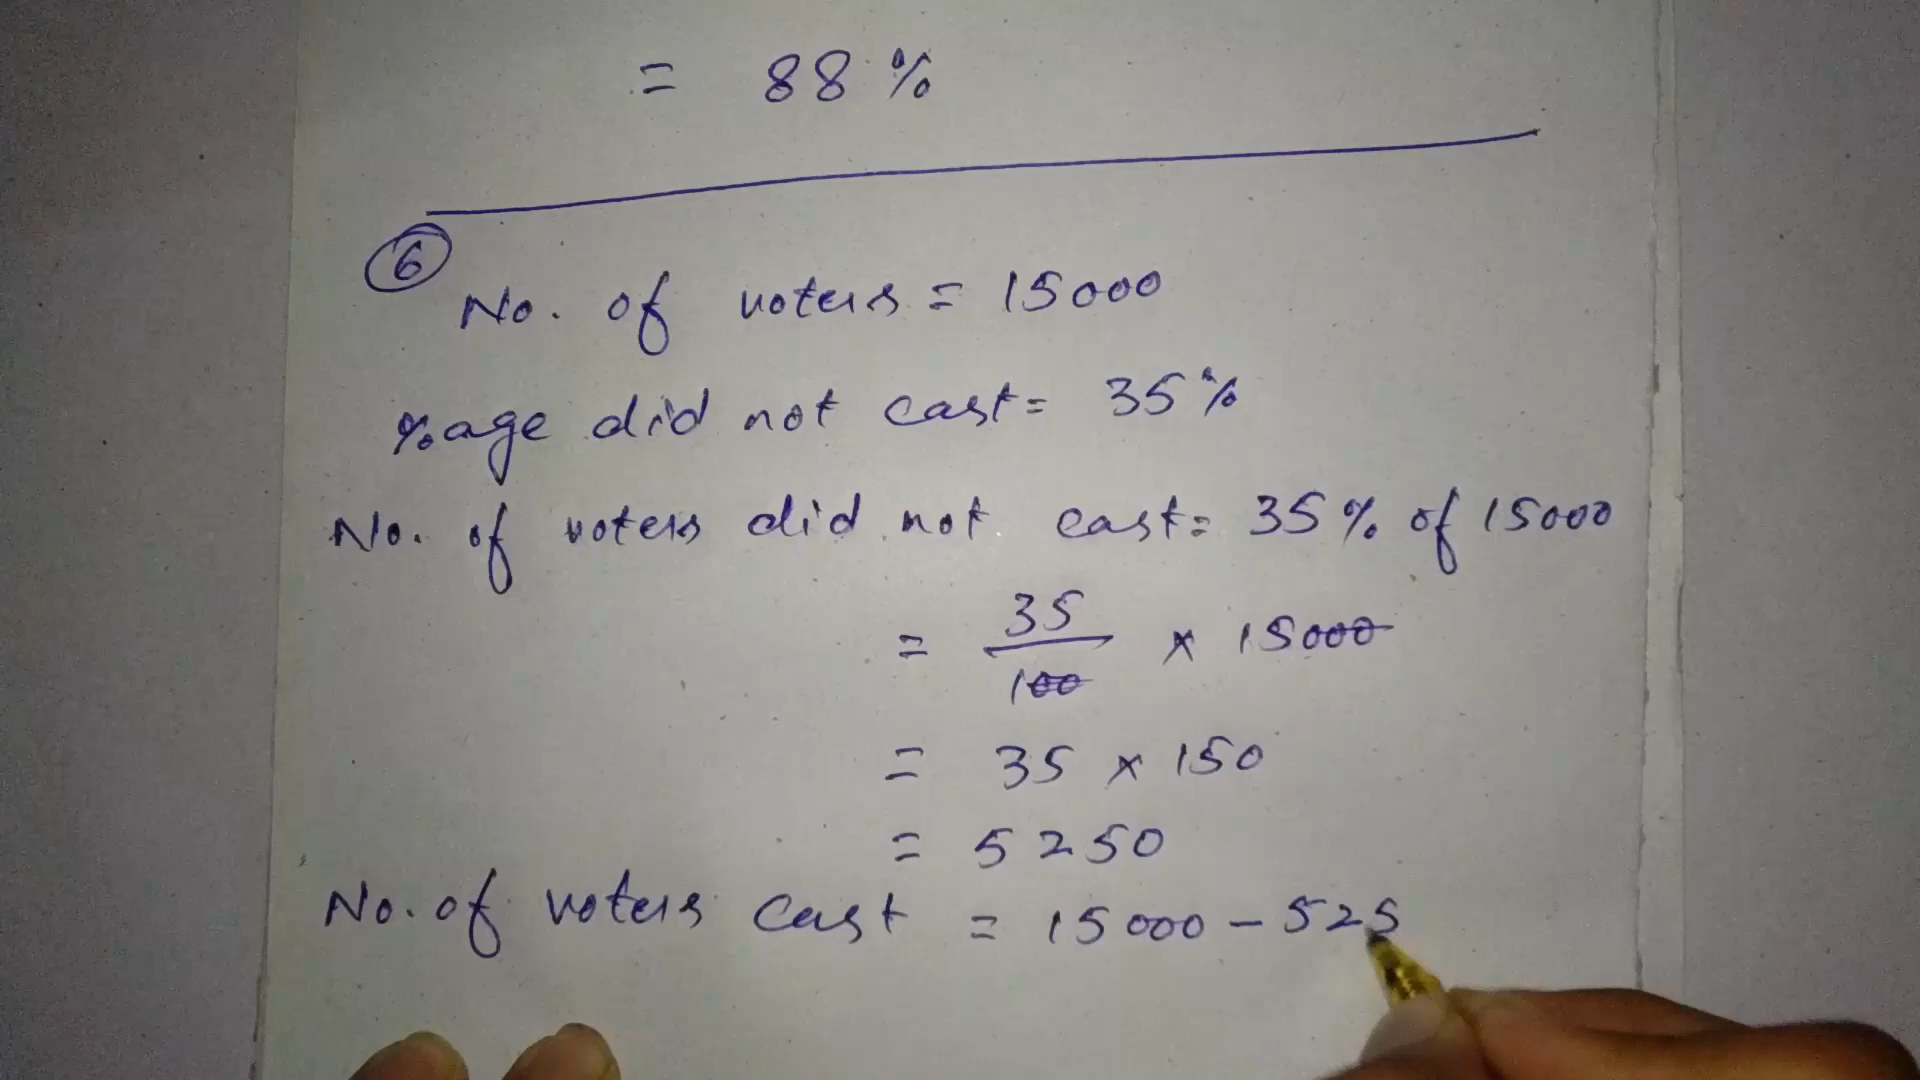 = 88%
6
No. of voters = 15000
%age did not cast = 35%
No. of voters did not cast = 35% of 15000
= 35/100 x 15000
= 35 x 150
= 5250
No. of voters cast = 15000 - 525